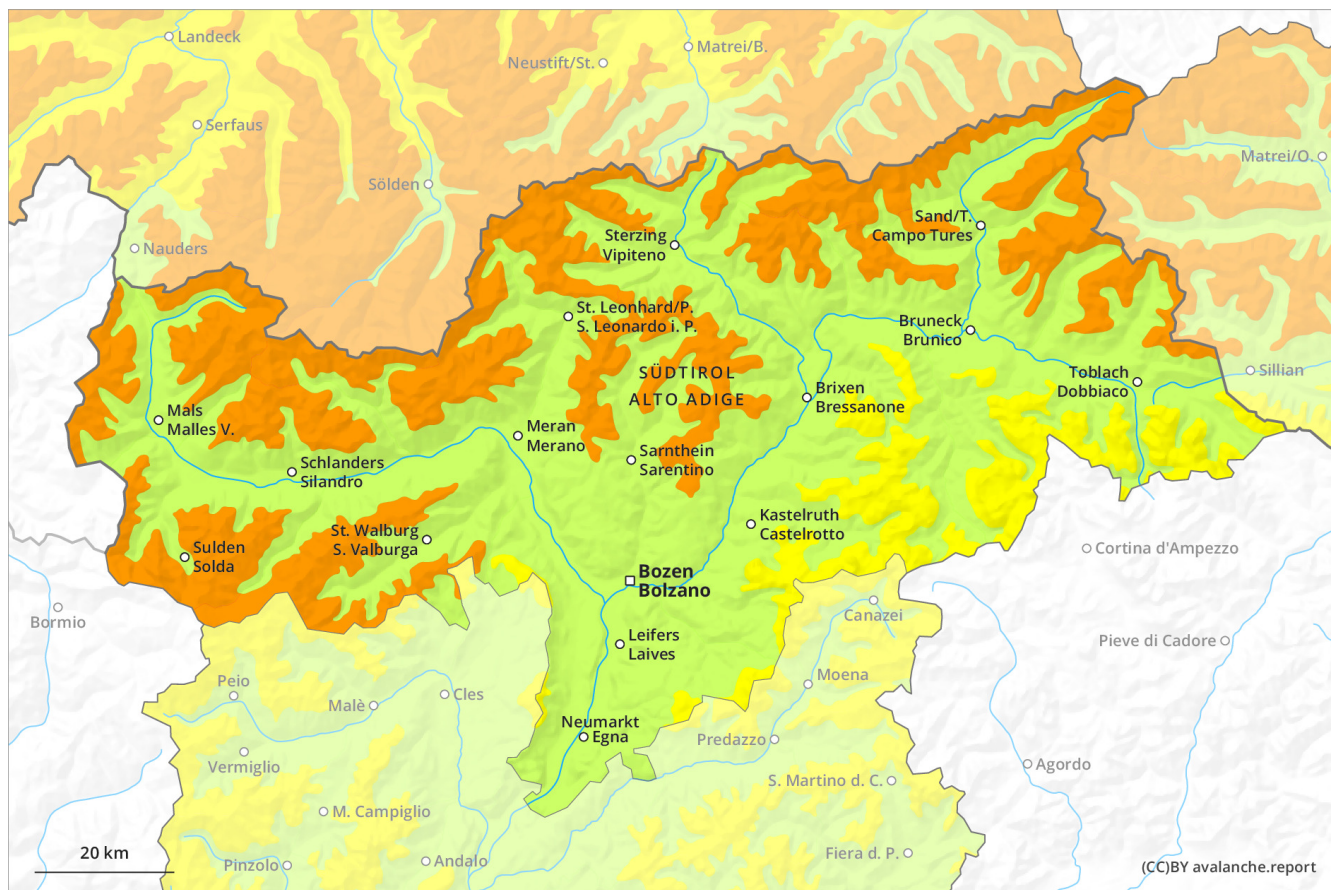 Landeck
Matrei/B.
Neustift/St.
Serfaus
Matrei/O.
Sölden
Sand/T.
Campo Tures
Sterzing
Vipiteno
Nauders
St. Leonhard/P.
S. Leonardo i. P.
Bruneck
Brunico
SÜDTIROL
ALTO ADIGE
Toblach
Dobbiaco
Sillian
Brixen
Bressanone
Mals
Malles V.
Meran
Merano
Schlanders
Silandro
Sarnthein
Sarentino
Kastelruth
Castelrotto
St. Walburg
S. Valburga
Sulden
Solda
Cortina d'Ampezzo
Bozen
Bolzano
Bormio
Canazei
Leifers
Laives
Pieve di Cadore
Peio
Moena
Malè
Cles
Neumarkt
Egna
Predazzo
Vermiglio
Agordo
S. Martino d. C.
M. Campiglio
20 km
Pinzolo
Andalo
Fiera d. P.
(CC)BY avalanche.report